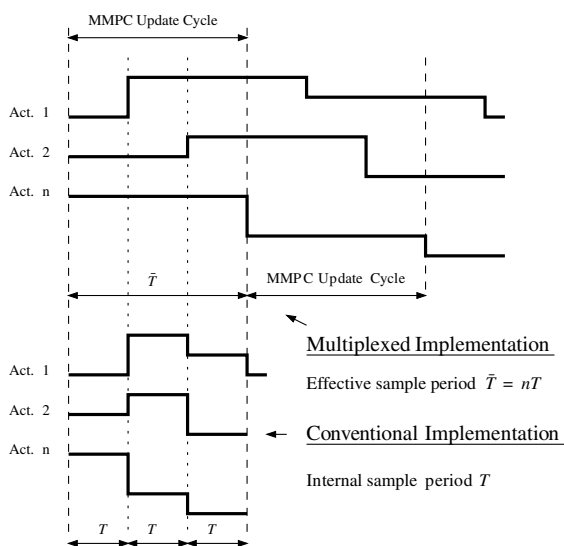 MMPC Update Cycle
Act. 1
Act. 2
Act. n
T̄
MMPC Update Cycle
Multiplexed Implementation
Effective sample period T̄ = nT
Act. 1
Act. 2
Conventional Implementation
Act. n
Internal sample period T
T T T